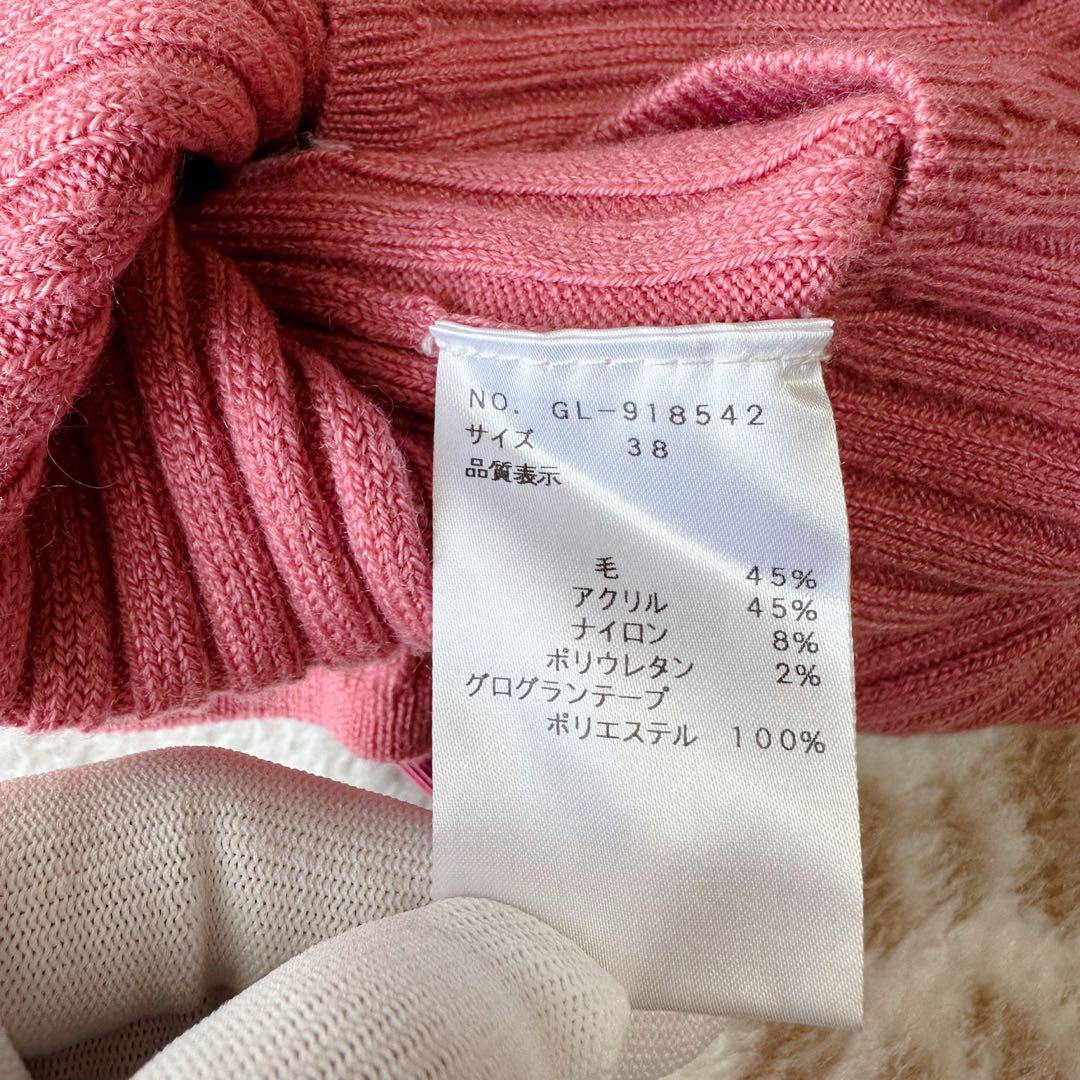 NO. GL-918542
サイズ 38
品質表示
毛 45%
アクリル 45%
ナイロン 8%
ポリウレタン 2%
グログランテープ
ポリエステル 100%